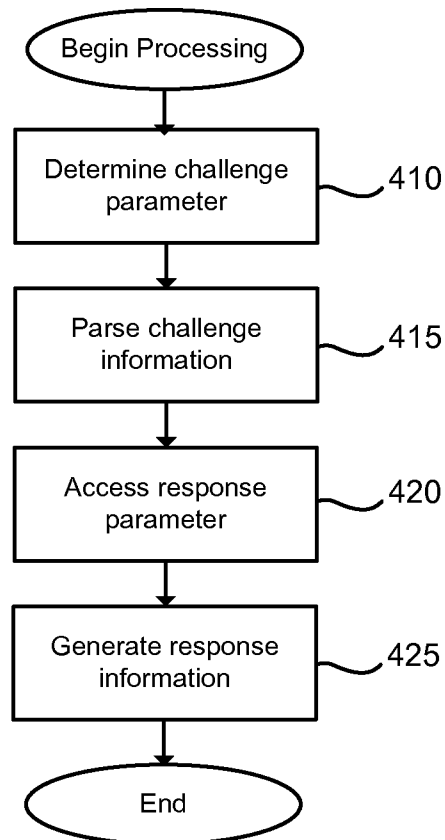 Begin Processing
Determine challenge
parameter
410
Parse challenge
information
415
Access response
parameter
420
Generate response
information
425
End